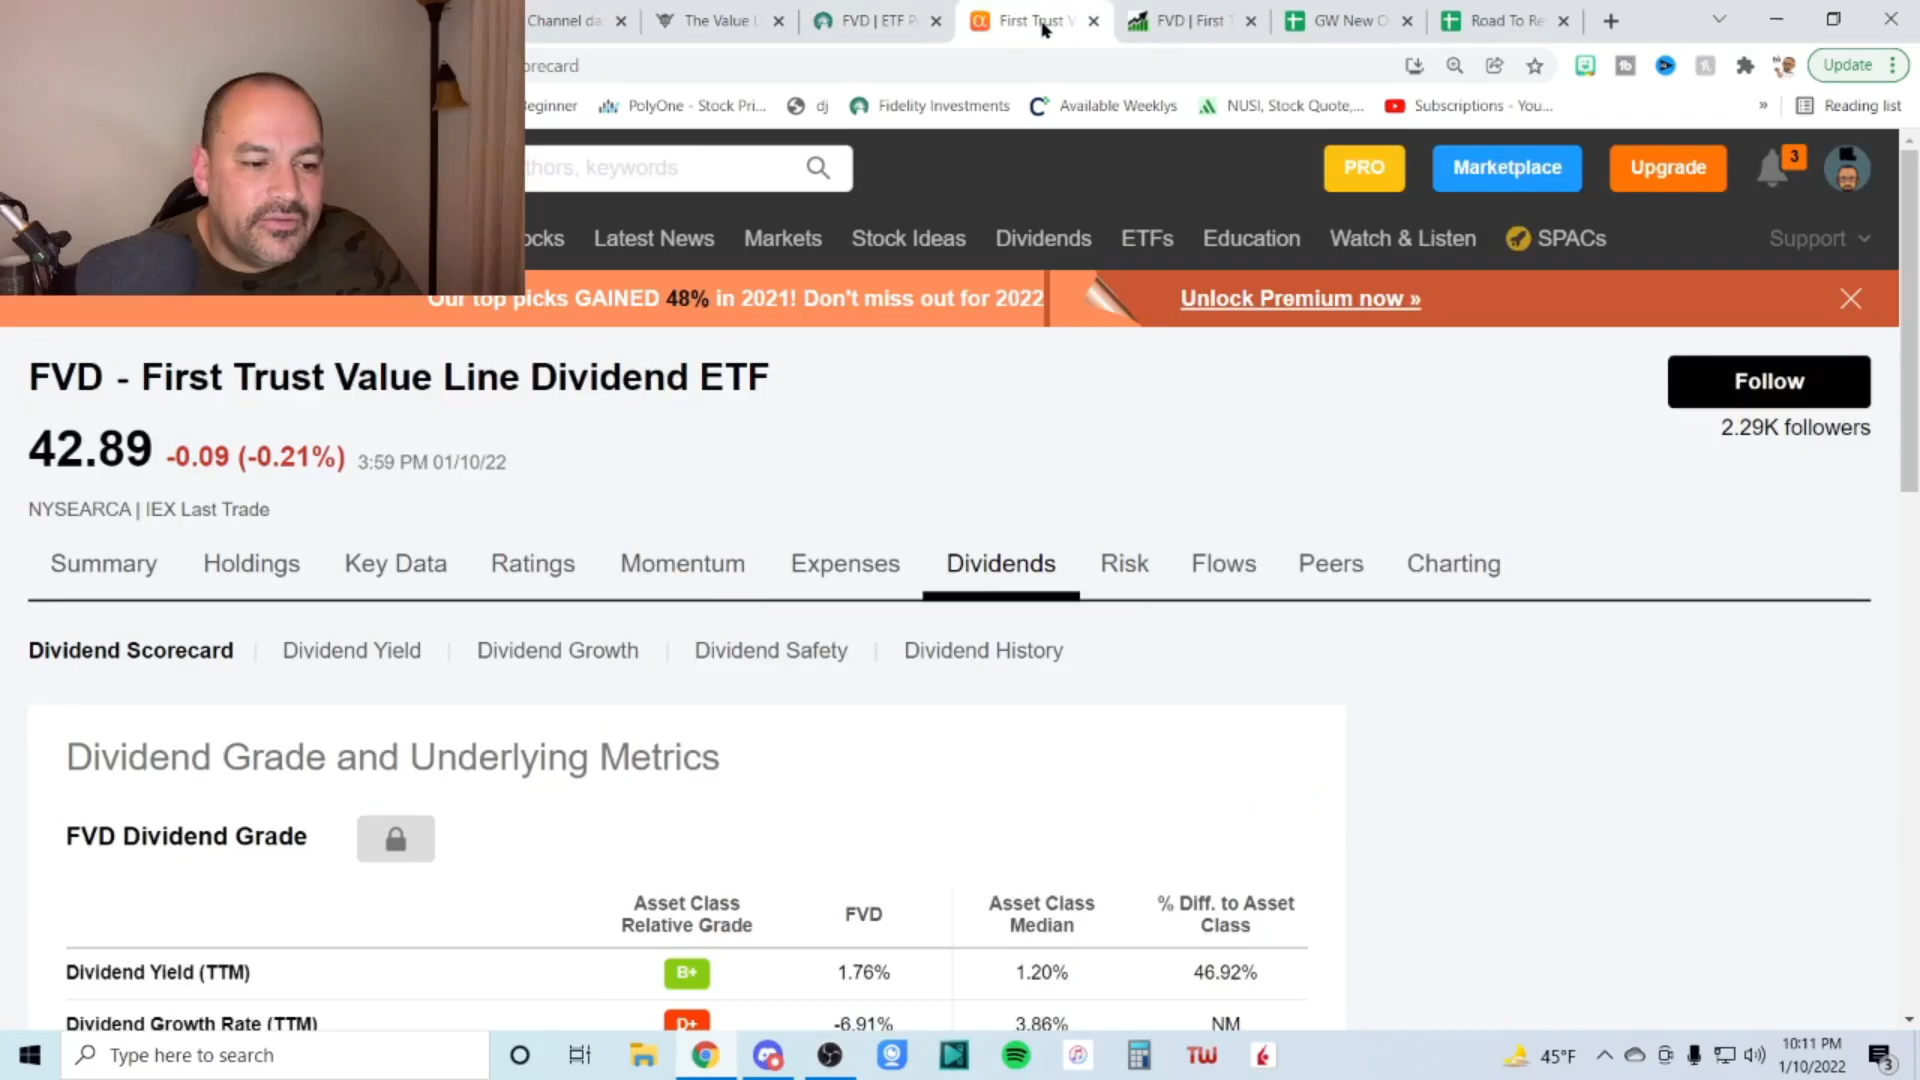 Channel da
The Value L
FVD | ETF P
First Trust V
FVD | First T
GW New O
Road To Re
orecard
Update
Beginner
PolyOne - Stock Pri...
dj
Fidelity Investments
Available Weeklys
NUSI, Stock Quote,...
Subscriptions - You...
»
Reading list
thors, keywords
PRO
Marketplace
Upgrade
3
ocks
Latest News
Markets
Stock Ideas
Dividends
ETFs
Education
Watch & Listen
SPACs
Support
Our top picks GAINED 48% in 2021! Don't miss out for 2022
Unlock Premium now »
FVD - First Trust Value Line Dividend ETF
Follow
2.29K followers
42.89 -0.09 (-0.21%) 3:59 PM 01/10/22
NYSEARCA | IEX Last Trade
Summary
Holdings
Key Data
Ratings
Momentum
Expenses
Dividends
Risk
Flows
Peers
Charting
Dividend Scorecard
Dividend Yield
Dividend Growth
Dividend Safety
Dividend History
Dividend Grade and Underlying Metrics
FVD Dividend Grade
Asset Class
Relative Grade
FVD
Asset Class
Median
% Diff. to Asset
Class
Dividend Yield (TTM) B+ 1.76% 1.20% 46.92%
Dividend Growth Rate (TTM) D+ -6.91% 3.86% NM
Type here to search
TW
45°F
10:11 PM
1/10/2022
3